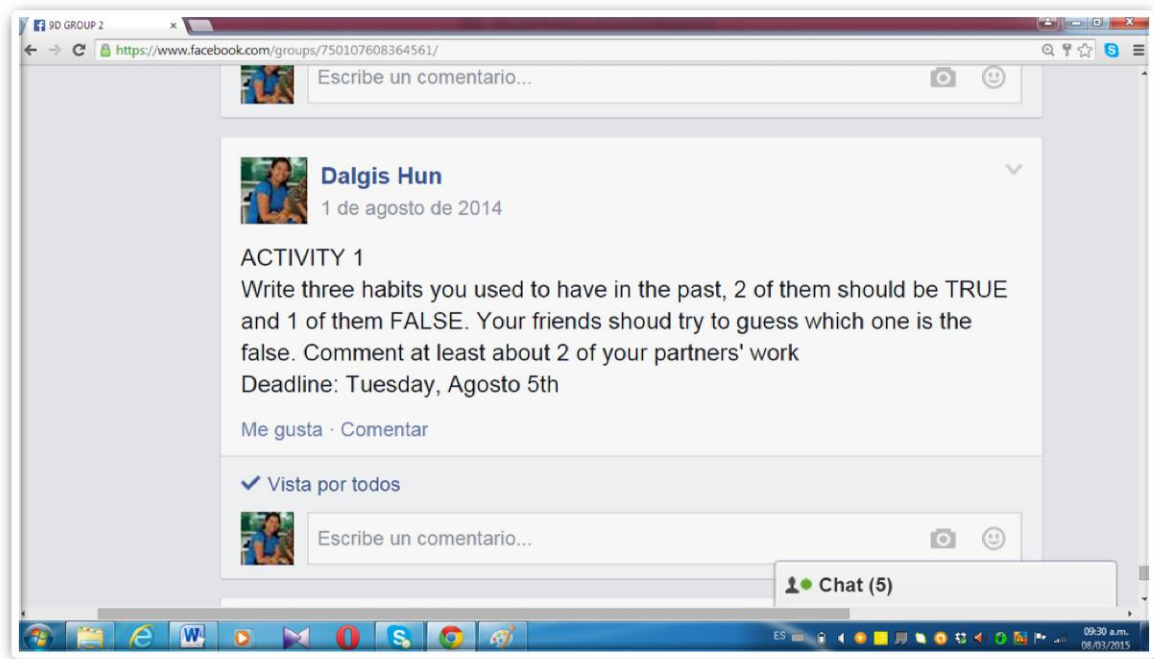 9D GROUP 2
https://www.facebook.com/groups/750107608364561/
Escribe un comentario...
Dalgis Hun
1 de agosto de 2014
ACTIVITY 1
Write three habits you used to have in the past, 2 of them should be TRUE
and 1 of them FALSE. Your friends shoud try to guess which one is the
false. Comment at least about 2 of your partners' work
Deadline: Tuesday, Agosto 5th
Me gusta · Comentar
Vista por todos
Escribe un comentario...
Chat (5)
ES
09:30 a.m.
08/03/2015